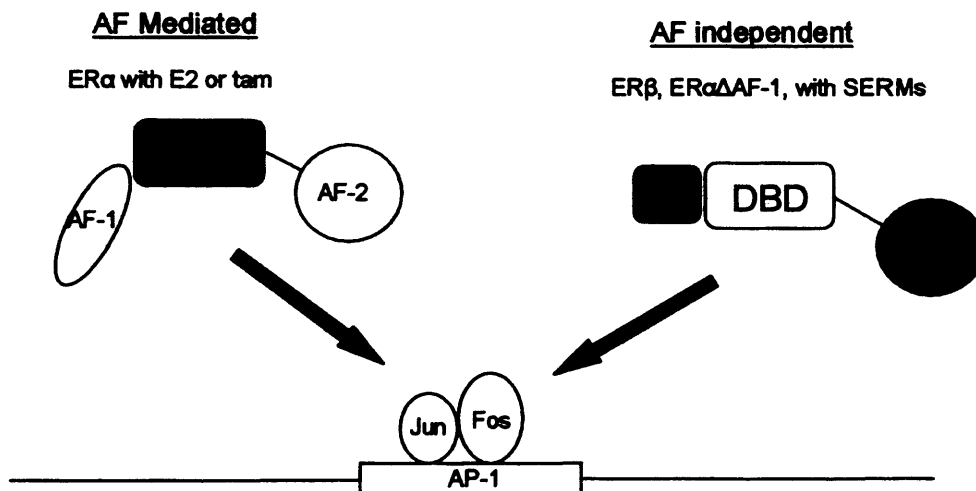 AF Mediated
ERα with E2 or tam
AF-1
AF-2
AF independent
ERβ, ERαΔAF-1, with SERMs
DBD
Jun
Fos
AP-1